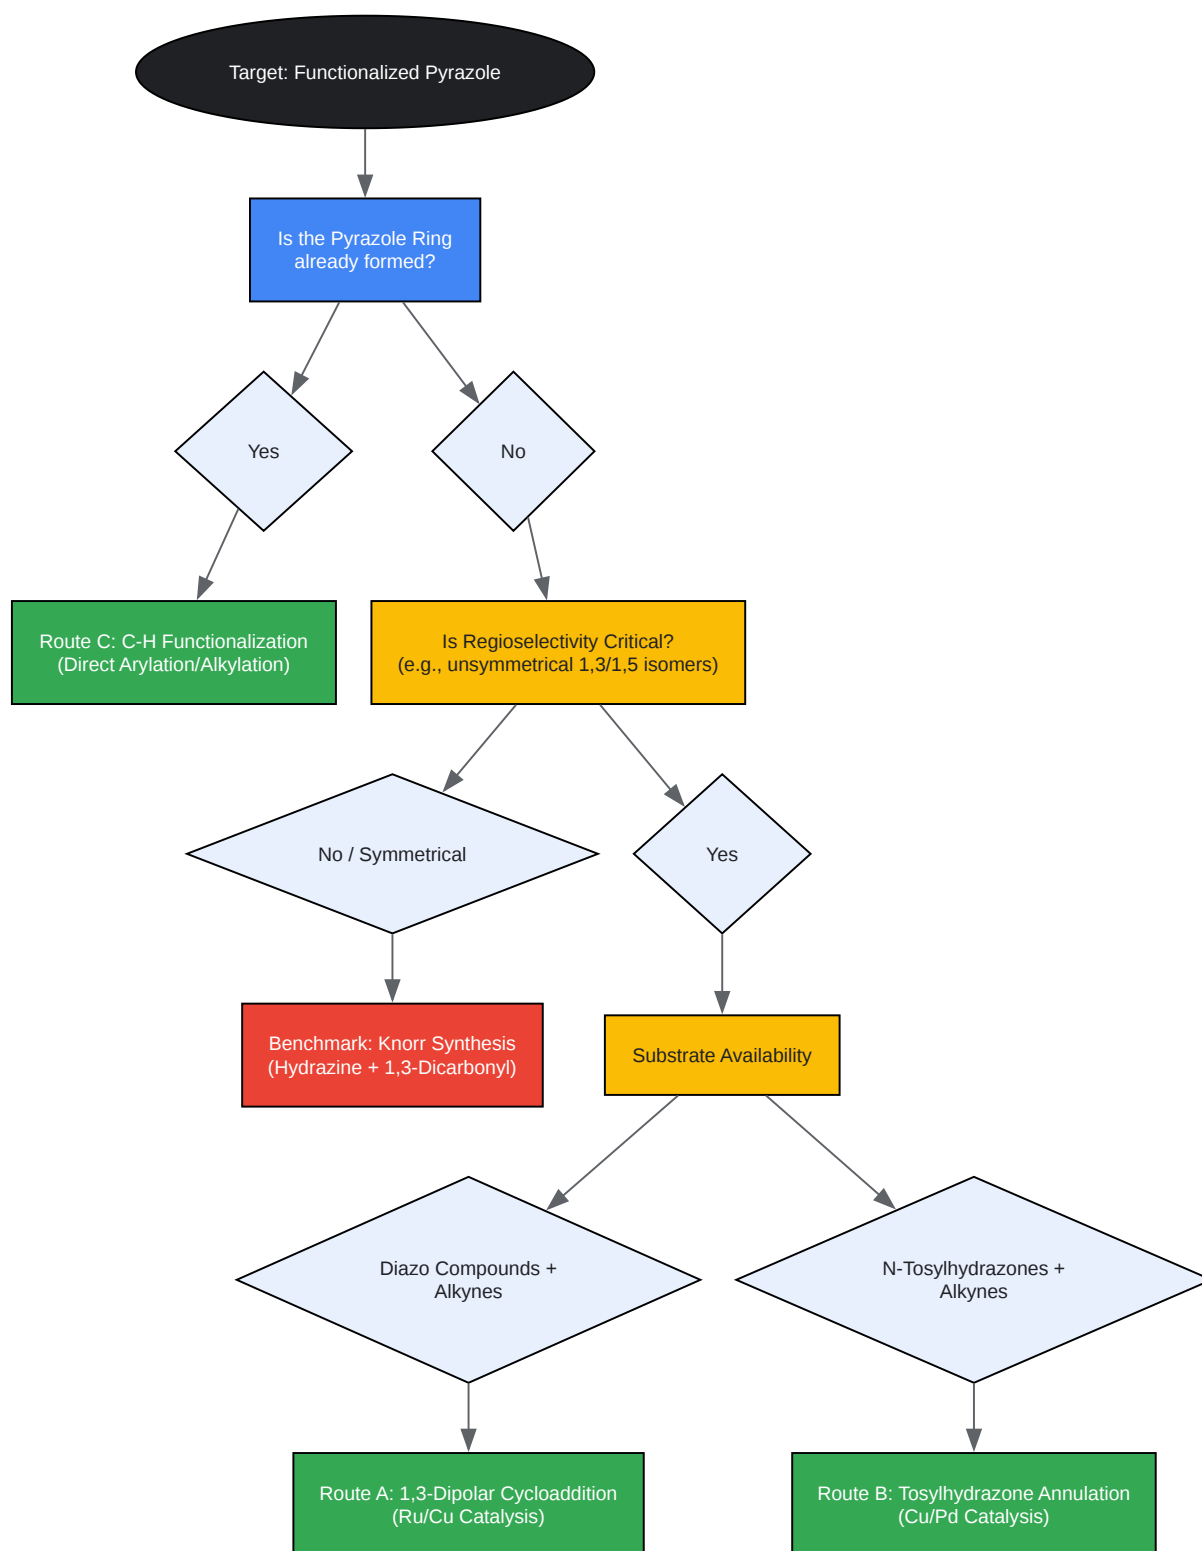 Target: Functionalized Pyrazole
Is the Pyrazole Ring
already formed?
Yes
No
Route C: C-H Functionalization
(Direct Arylation/Alkylation)
Is Regioselectivity Critical?
(e.g., unsymmetrical 1,3/1,5 isomers)
No / Symmetrical
Yes
Benchmark: Knorr Synthesis
(Hydrazine + 1,3-Dicarbonyl)
Substrate Availability
Diazo Compounds +
Alkynes
N-Tosylhydrazones +
Alkynes
Route A: 1,3-Dipolar Cycloaddition
(Ru/Cu Catalysis)
Route B: Tosylhydrazone Annulation
(Cu/Pd Catalysis)